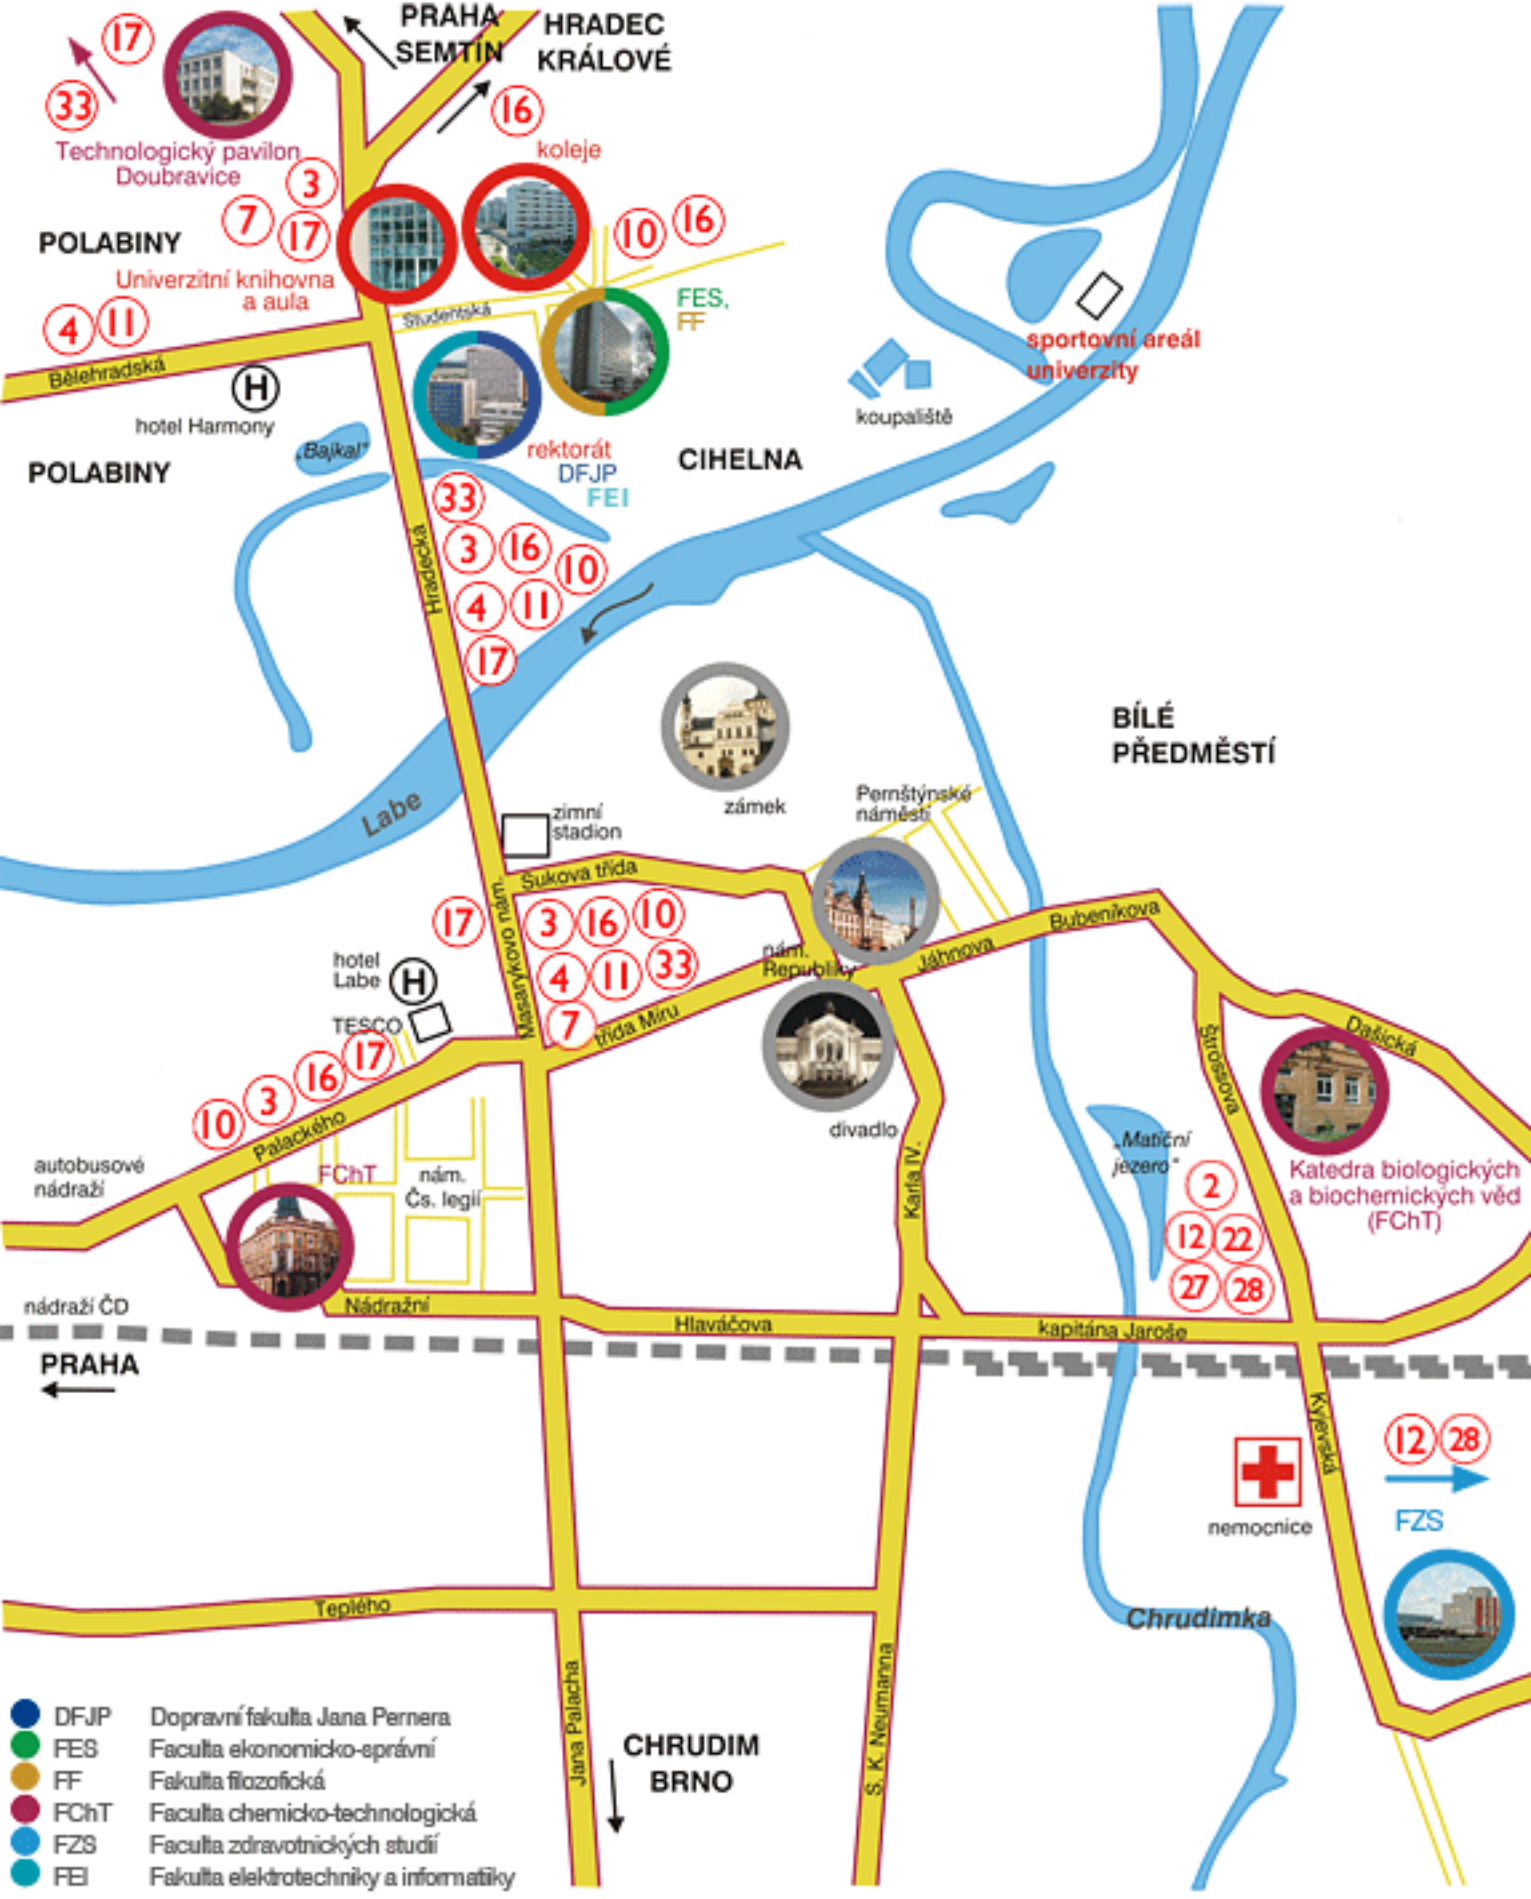 PRAHA
SEMTÍN
HRADEC
KRÁLOVÉ
17
33
16
Technologický pavilon
Doubravice
koleje
3
7
17
10
16
POLABINY
Univerzitní knihovna
a aula
4
11
FES,
FF
Studentská
Bělehradská
H
hotel Harmony
sportovní areál
univerzity
koupaliště
„Bajkal"
POLABINY
rektorát
DFJP
FEI
CIHELNA
33
3
16
10
4
11
17
Hradecká
BÍLÉ
PŘEDMĚSTÍ
Labe
zámek
Pernštýnské
náměstí
zimní
stadion
Sukova třída
17
3
16
10
4
11
33
7
Masarykovo nám.
nám.
Republiky
Jáhnova
Bubeníkova
hotel
Labe
H
TESCO
třída Míru
Dašická
Štrossova
10
3
16
17
Palackého
divadlo
Karla IV.
„Matiční
jezero"
autobusové
nádraží
FChT
nám.
Čs. legií
2
12
22
27
28
Katedra biologických
a biochemických věd
(FChT)
nádraží ČD
Nádražní
Hlaváčova
kapitána Jaroše
PRAHA
Kyjevská
12
28
FZS
nemocnice
Teplého
Chrudimka
Jana Palacha
S. K. Neumanna
CHRUDIM
BRNO
DFJP Dopravní fakulta Jana Pernera
FES Faculta ekonomicko-správní
FF Fakulta filozofická
FChT Faculta chemicko-technologická
FZS Faculta zdravotnických studií
FEI Fakulta elektrotechniky a informatiky